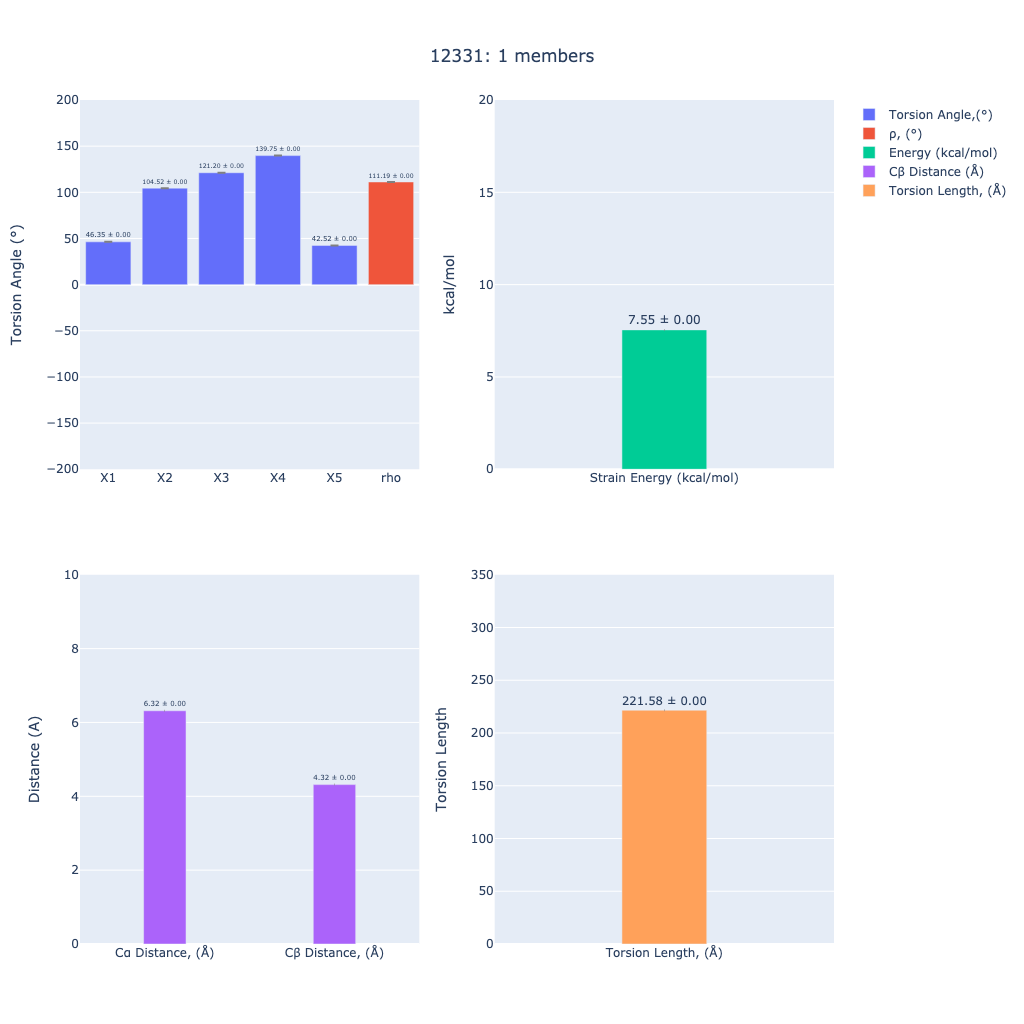 12331: 1 members
Torsion Angle (°)
200
150
100
50
0
−50
−100
−150
−200
46.35 ± 0.00
104.52 ± 0.00
121.20 ± 0.00
139.75 ± 0.00
42.52 ± 0.00
111.19 ± 0.00
X1 X2 X3 X4 X5 rho
kcal/mol
20
15
10
5
0
7.55 ± 0.00
Strain Energy (kcal/mol)
Torsion Angle,(°)
ρ, (°)
Energy (kcal/mol)
Cβ Distance (Å)
Torsion Length, (Å)
Distance (A)
10
8
6
4
2
0
6.32 ± 0.00
4.32 ± 0.00
Cα Distance, (Å) Cβ Distance, (Å)
Torsion Length
350
300
250
200
150
100
50
0
221.58 ± 0.00
Torsion Length, (Å)